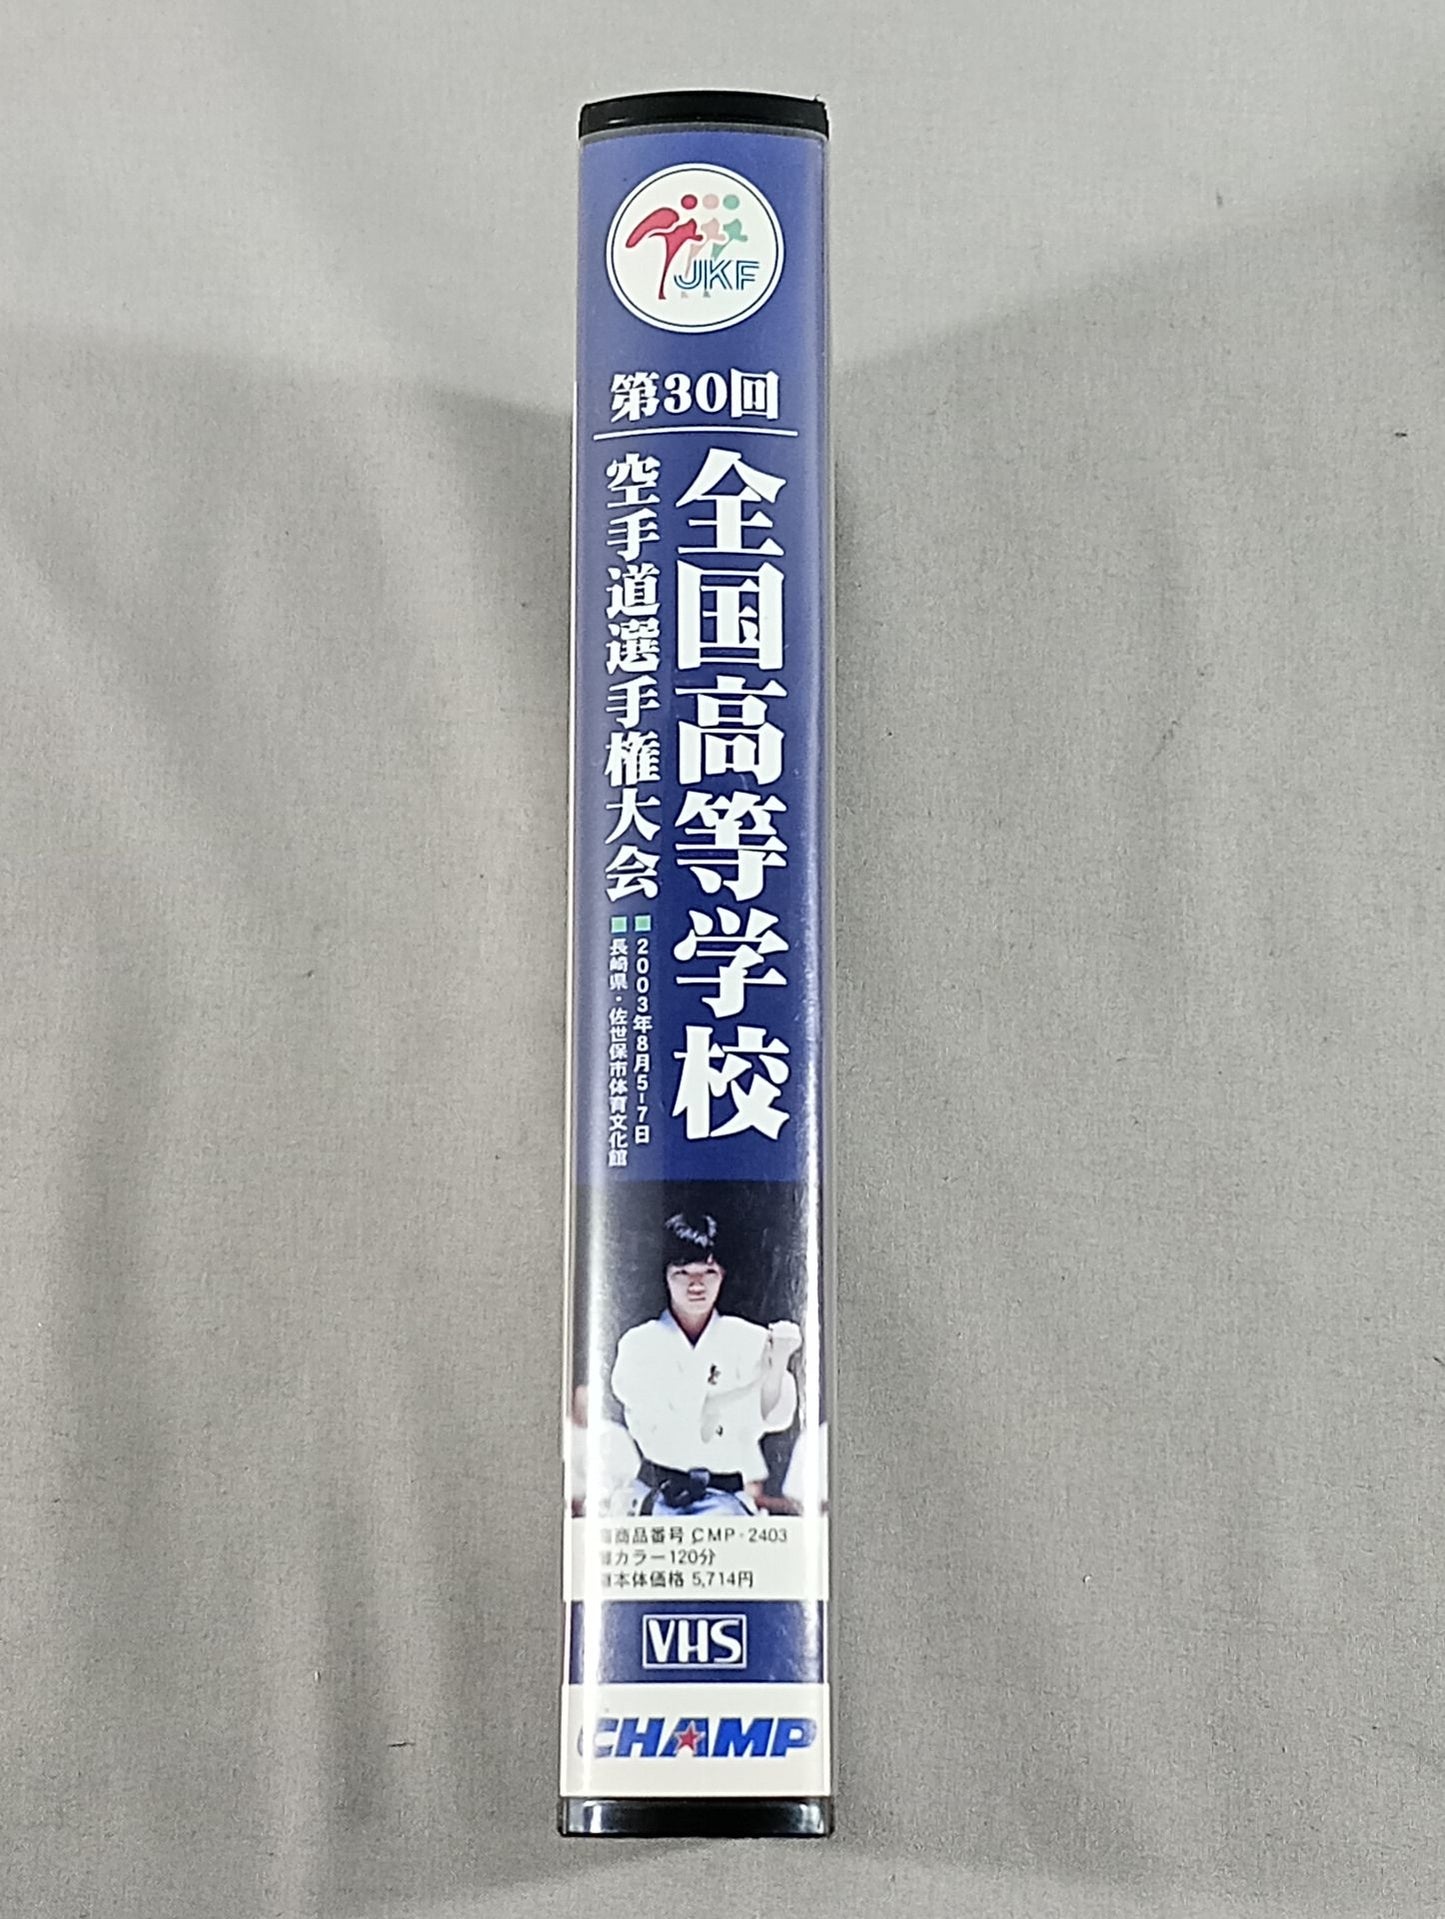 JKF
第30回
全国高等学校
空手道選手権大会
■2003年8月5-7日
■長崎県・佐世保市体育文化館
■商品番号 CMP-2403
■カラー120分
■本体価格 5,714円
VHS
CHAMP